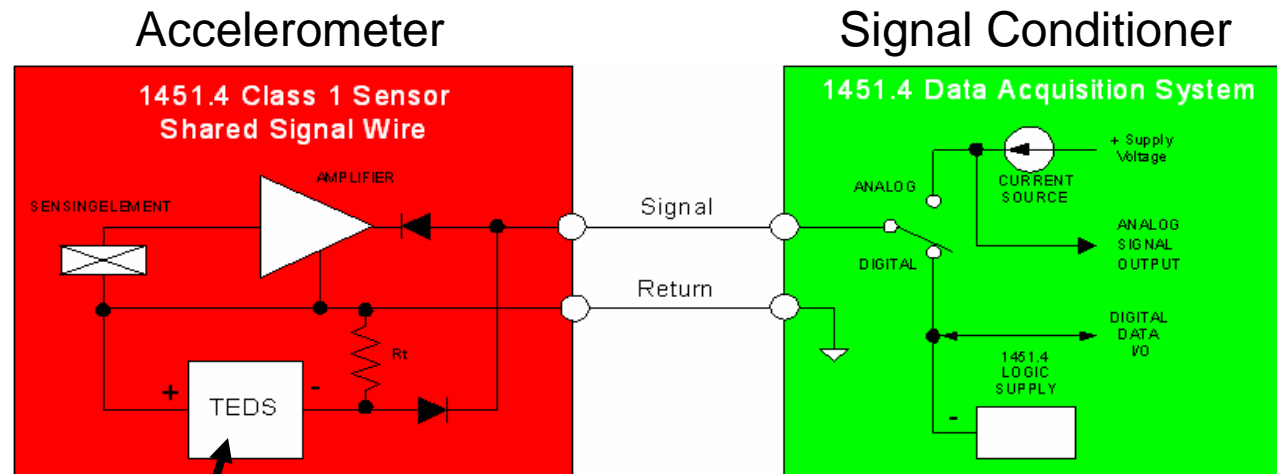 Accelerometer
Signal Conditioner
1451.4 Class 1 Sensor
Shared Signal Wire
1451.4 Data Acquisition System
AMPLIFIER
SENSINGELEMENT
Signal
Return
Rt
+
-
TEDS
+ Supply
Voltage
ANALOG
CURRENT
SOURCE
ANALOG
SIGNAL
OUTPUT
DIGITAL
DIGITAL
DATA
I/O
1451.4
LOGIC
SUPPLY
-